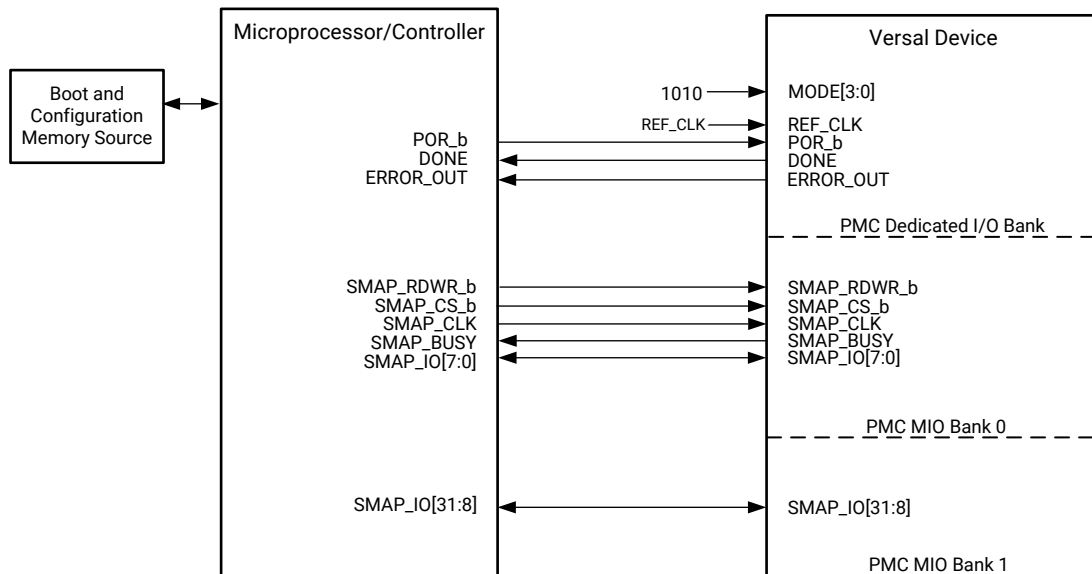 Microprocessor/Controller
Versal Device
Boot and
Configuration
Memory Source
1010
MODE[3:0]
REF_CLK
REF_CLK
POR_b
POR_b
DONE
DONE
ERROR_OUT
ERROR_OUT
PMC Dedicated I/O Bank
SMAP_RDWR_b
SMAP_RDWR_b
SMAP_CS_b
SMAP_CS_b
SMAP_CLK
SMAP_CLK
SMAP_BUSY
SMAP_BUSY
SMAP_IO[7:0]
SMAP_IO[7:0]
PMC MIO Bank 0
SMAP_IO[31:8]
SMAP_IO[31:8]
PMC MIO Bank 1